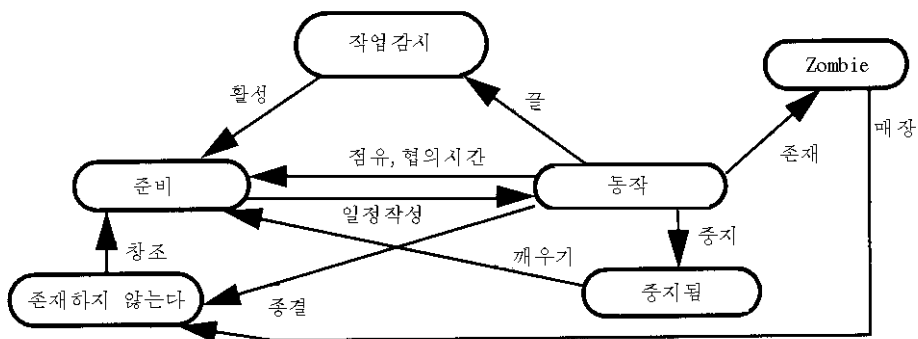 작업감시
Zombie
활성
끌
매장
존재
점유, 협의시간
준비
동작
일정작성
중지
창조
깨우기
존재하지 않는다
종결
중지됨